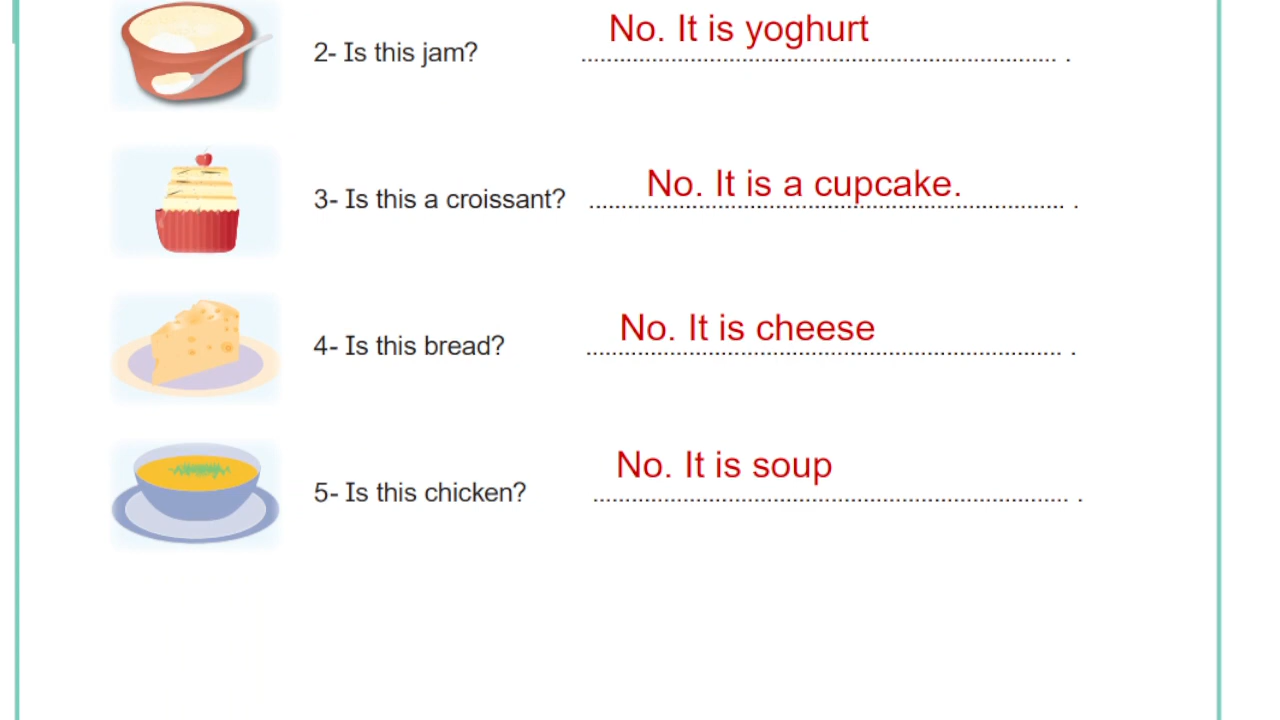 No. It is yoghurt
2- Is this jam? ........................................ .
No. It is a cupcake.
3- Is this a croissant? ........................................ .
No. It is cheese
4- Is this bread? ........................................ .
No. It is soup
5- Is this chicken? ........................................ .